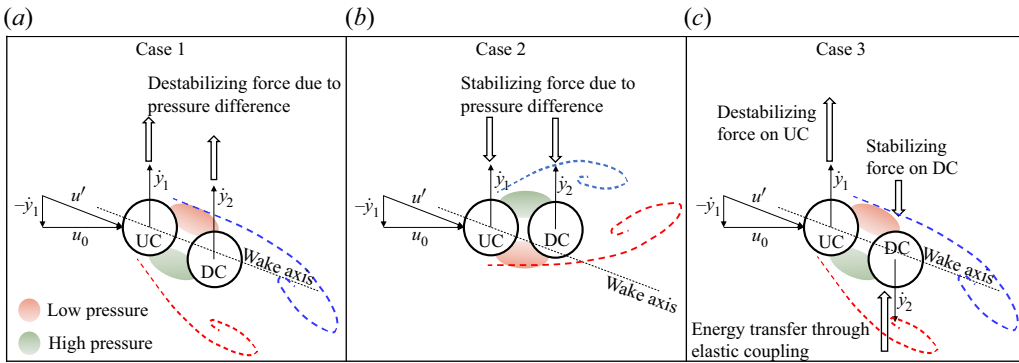 (a)
Case 1
Destabilizing force due to
pressure difference
ẏ₁
ẏ₂
−ẏ₁
u′
u₀
UC
DC
Wake axis
Low pressure
High pressure
(b)
Case 2
Stabilizing force due to
pressure difference
ẏ₁
ẏ₂
UC
DC
Wake axis
(c)
Case 3
Destabilizing
force on UC
Stabilizing
force on DC
ẏ₁
−ẏ₁
u′
u₀
UC
DC
Wake axis
ẏ₂
Energy transfer through
elastic coupling